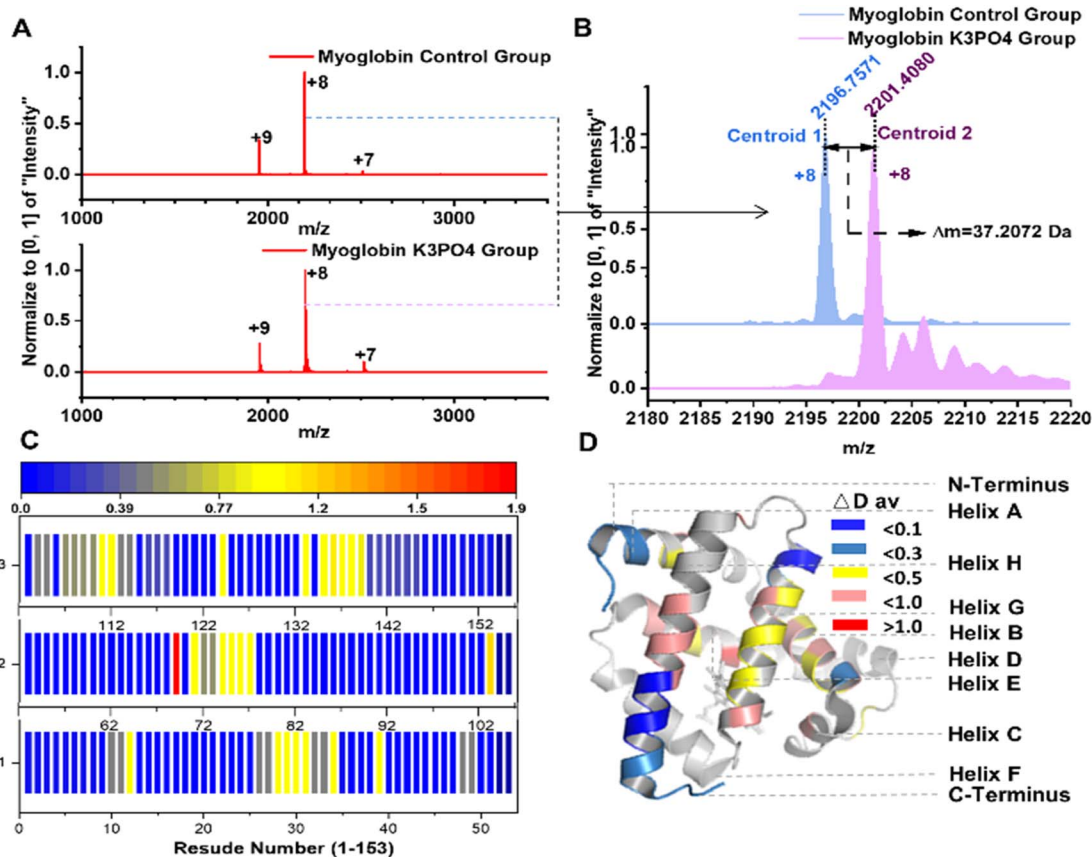 A
Myoglobin Control Group
+8
+9
+7
1.0
0.5
0.0
1000
2000
3000
m/z
Normalize to [0, 1] of "Intensity"
Myoglobin K3PO4 Group
+8
+9
+7
1.0
0.5
0.0
1000
2000
3000
m/z
B
Myoglobin Control Group
Myoglobin K3PO4 Group
2196.7571
2201.4080
Centroid 1
Centroid 2
+8
+8
Δm=37.2072 Da
Normalize to [0, 1] of "Intensity"
1.0
1.0
0.5
0.5
0.0
0.0
2180
2185
2190
2195
2200
2205
2210
2215
2220
m/z
C
0.0
0.39
0.77
1.2
1.5
1.9
3
112
122
132
142
152
2
62
72
82
92
102
1
0
0
10
20
30
40
50
Resude Number (1-153)
D
△ D av
<0.1
<0.3
<0.5
<1.0
>1.0
N-Terminus
Helix A
Helix H
Helix G
Helix B
Helix D
Helix E
Helix C
Helix F
C-Terminus